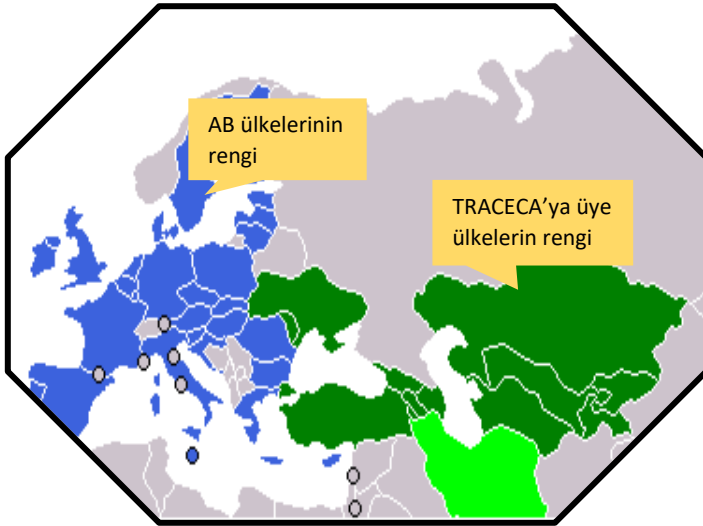 AB ülkelerinin
rengi
TRACECA’ya üye
ülkelerin rengi